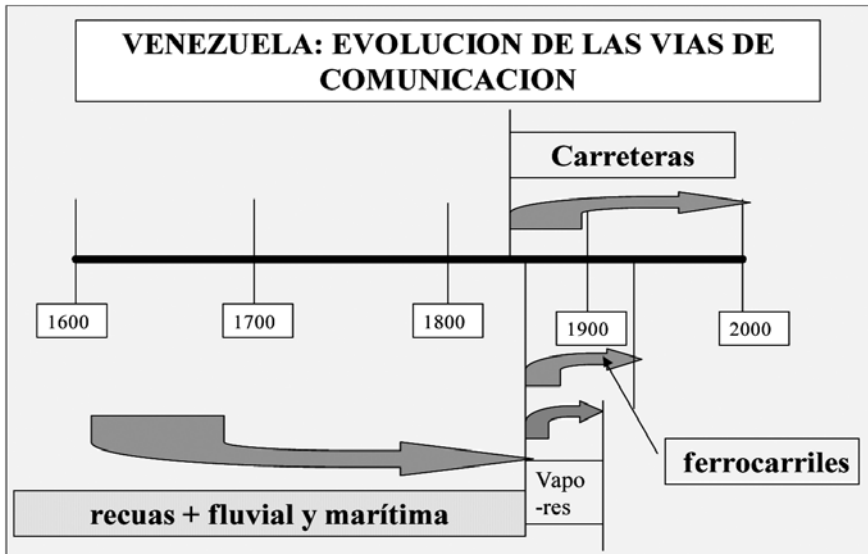 VENEZUELA: EVOLUCION DE LAS VIAS DE
COMUNICACION
Carreteras
1600
1700
1800
1900
2000
ferrocarriles
Vapo
-res
recuas + fluvial y marítima